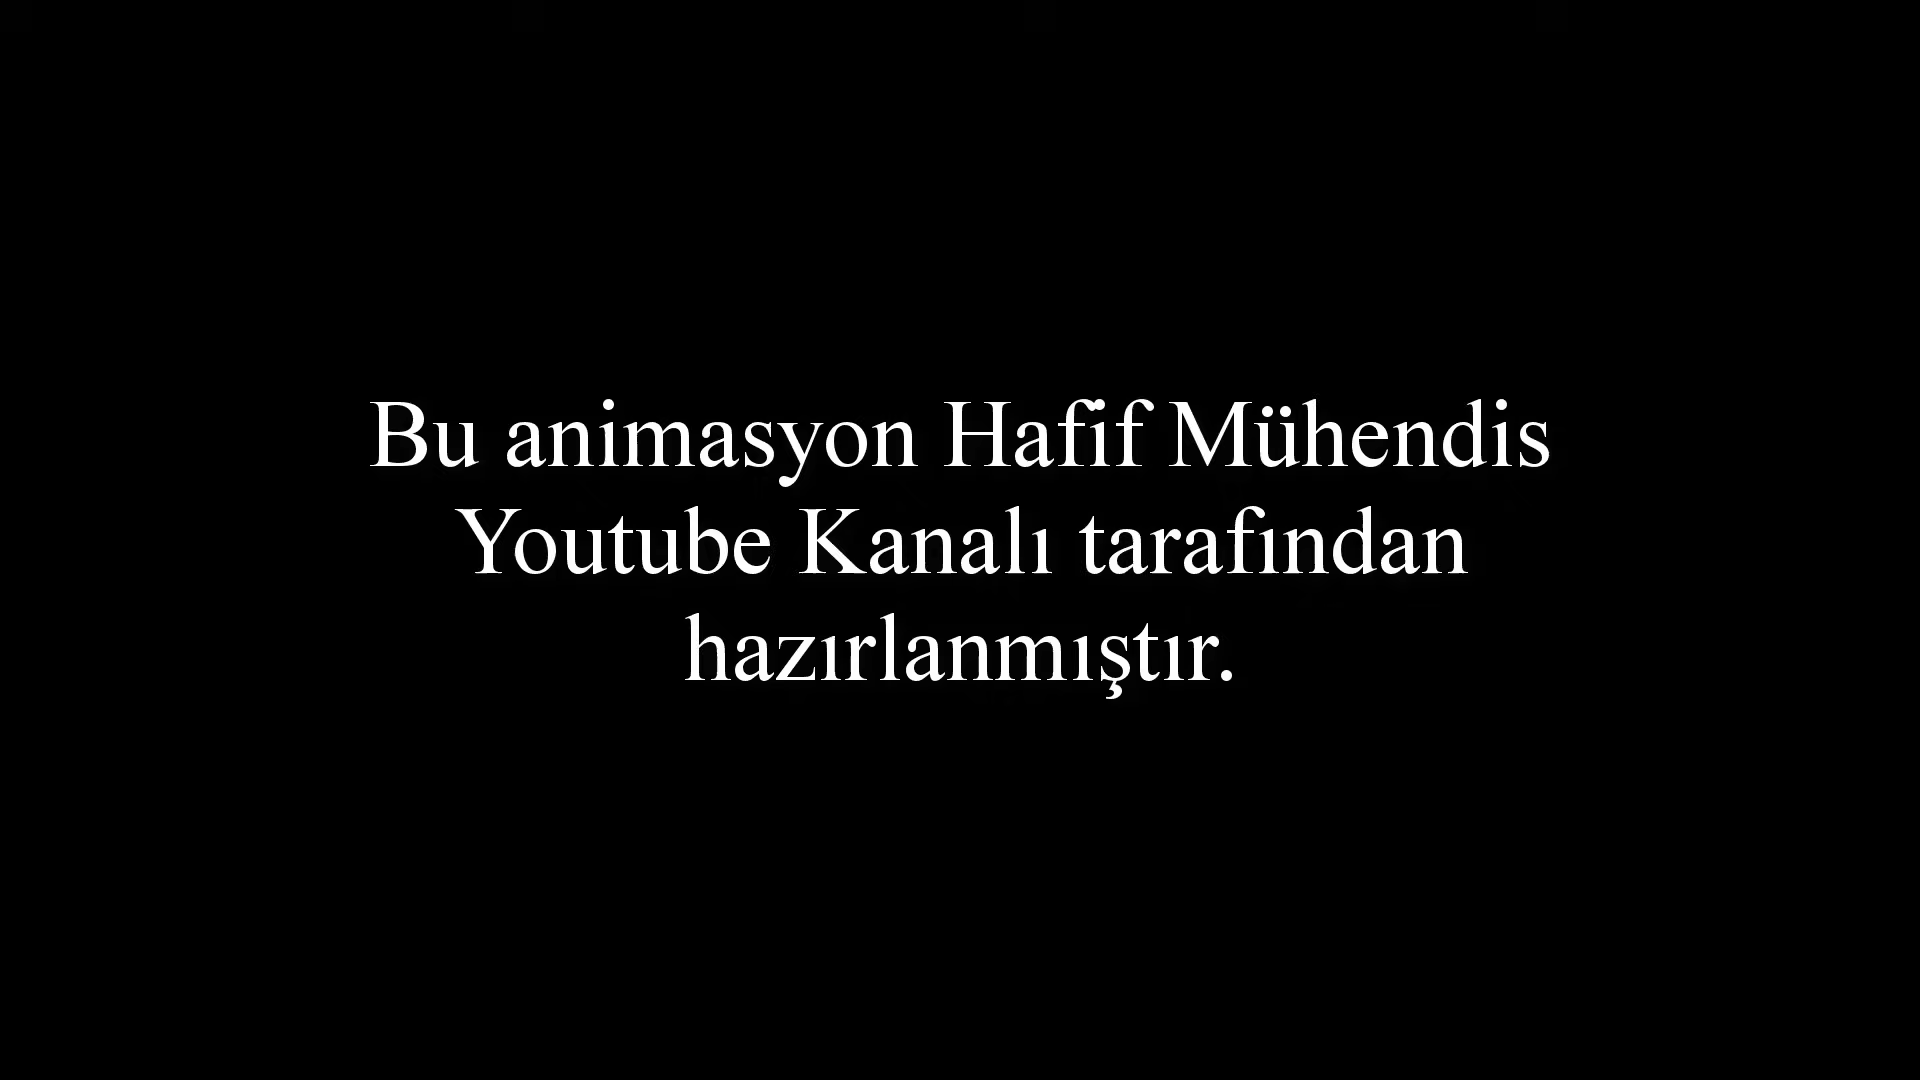 Bu animasyon Hafif Mühendis
Youtube Kanalı tarafından
hazırlanmıştır.